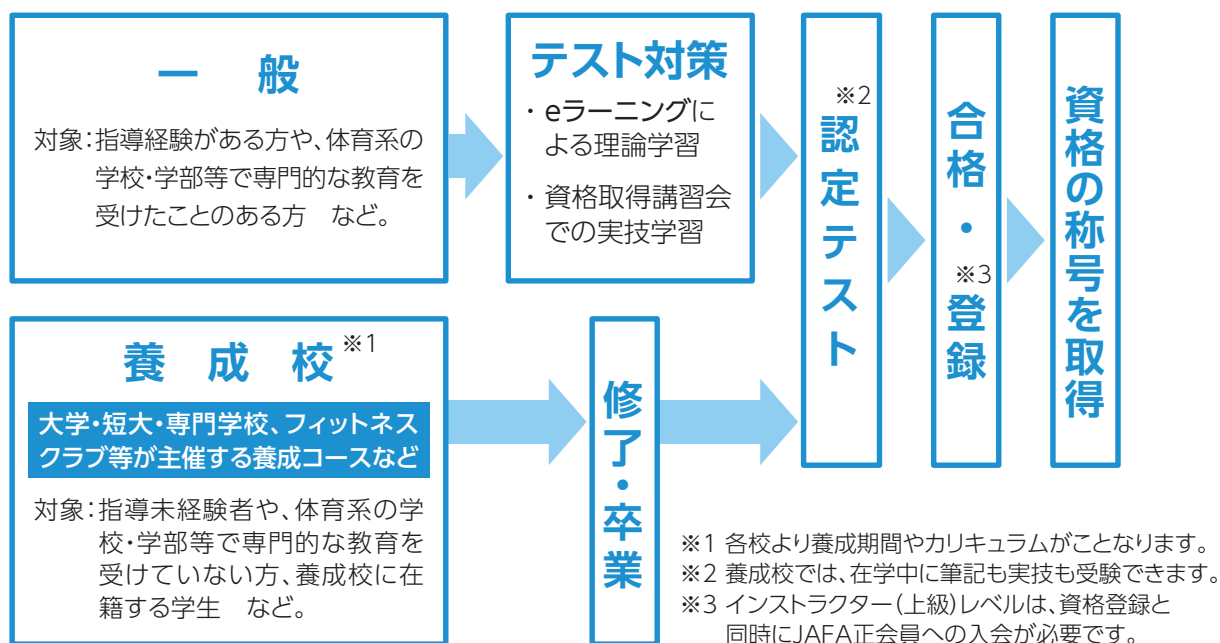 一 般
対象：指導経験がある方や、体育系の
学校・学部等で専門的な教育を
受けたことのある方　など。
テスト対策
・eラーニングに
よる理論学習
・資格取得講習会
での実技学習
養 成 校※1
大学・短大・専門学校、フィットネス
クラブ等が主催する養成コースなど
対象：指導未経験者や、体育系の学
校・学部等で専門的な教育を
受けていない方、養成校に在
籍する学生　など。
修了・卒業
※2
認定テスト
合格・登録
※3
資格の称号を取得
※1 各校より養成期間やカリキュラムがことなります。
※2 養成校では、在学中に筆記も実技も受験できます。
※3 インストラクター（上級）レベルは、資格登録と
同時にJAFA正会員への入会が必要です。